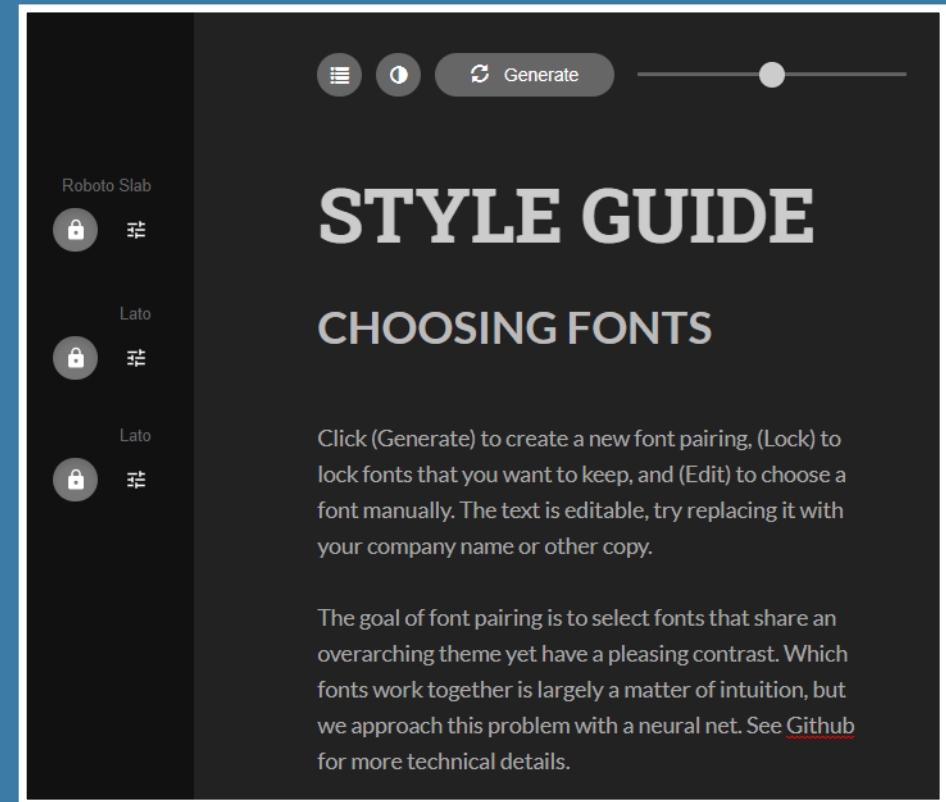 Generate
Roboto Slab
STYLE GUIDE
Lato
CHOOSING FONTS
Lato
Click (Generate) to create a new font pairing, (Lock) to
lock fonts that you want to keep, and (Edit) to choose a
font manually. The text is editable, try replacing it with
your company name or other copy.
The goal of font pairing is to select fonts that share an
overarching theme yet have a pleasing contrast. Which
fonts work together is largely a matter of intuition, but
we approach this problem with a neural net. See Github
for more technical details.